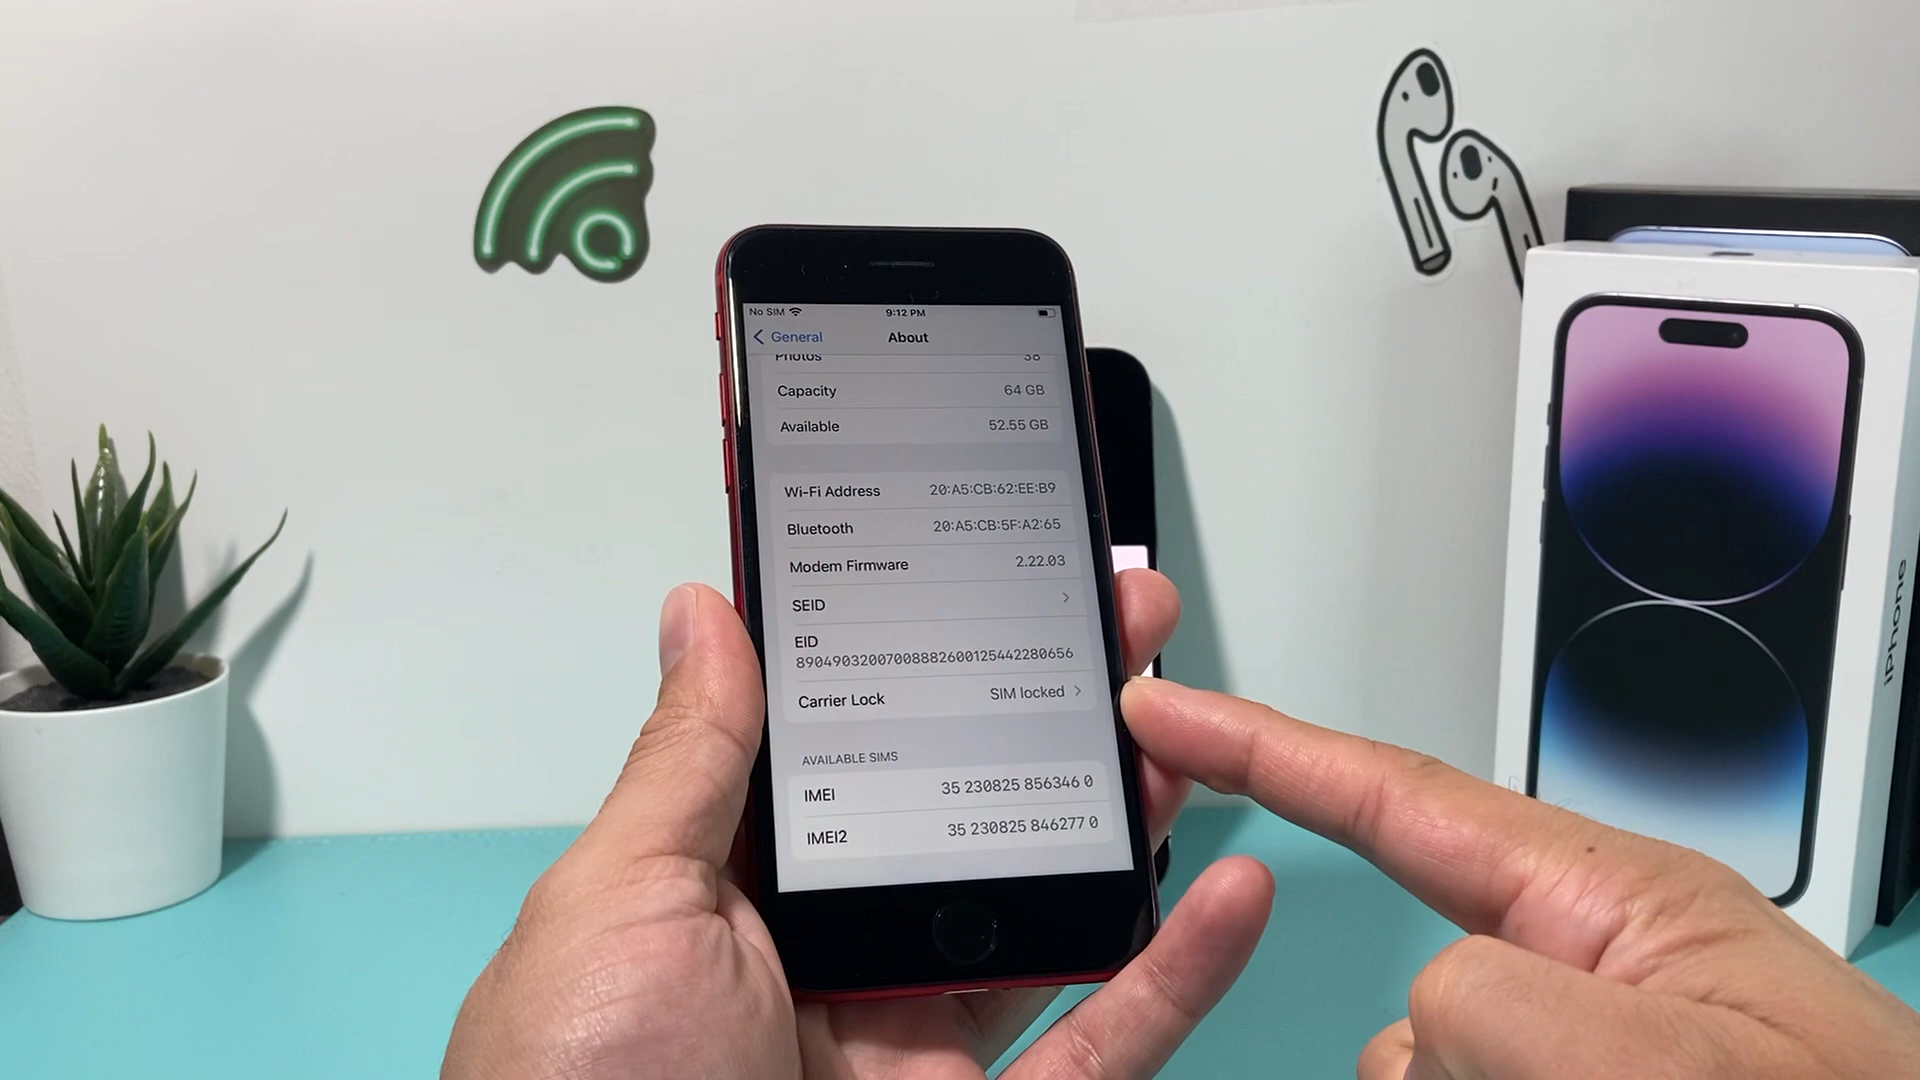 No SIM 9:12 PM
General About
Photos 38
Capacity 64 GB
Available 52.55 GB
Wi-Fi Address 20:A5:CB:62:EE:B9
Bluetooth 20:A5:CB:5F:A2:65
Modem Firmware 2.22.03
SEID
EID
89049032007008882600125442280656
Carrier Lock SIM locked
AVAILABLE SIMS
IMEI 35 230825 856346 0
IMEI2 35 230825 846277 0
iPhone